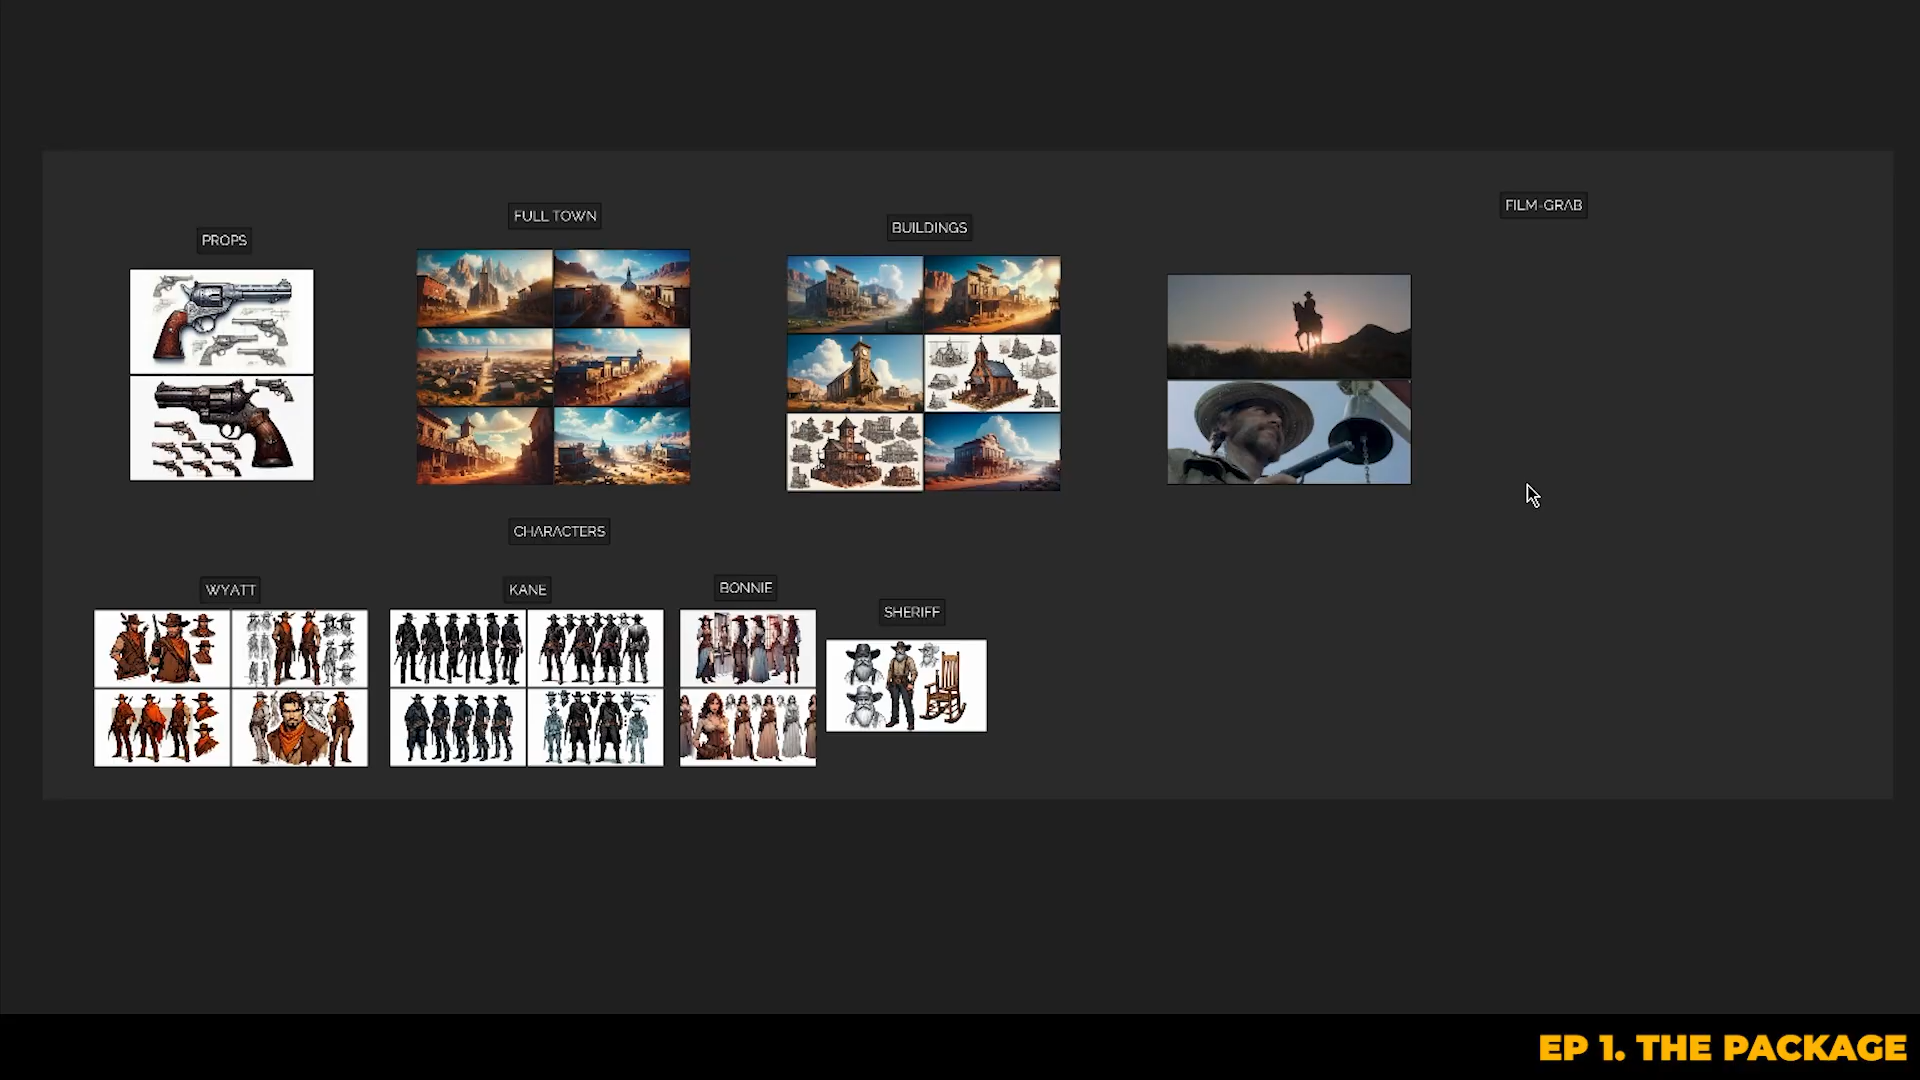 FILM-GRAB
FULL TOWN
BUILDINGS
PROPS
CHARACTERS
WYATT
KANE
BONNIE
SHERIFF
EP 1. THE PACKAGE